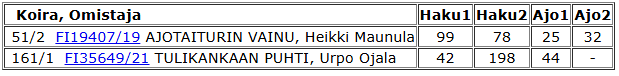 Koira, Omistaja Haku1 Haku2 Ajo1 Ajo2
51/2 FI19407/19 AJOTAITURIN VAINU, Heikki Maunula 99 78 25 32
161/1 FI35649/21 TULIKANKAAN PUHTI, Urpo Ojala 42 198 44 -